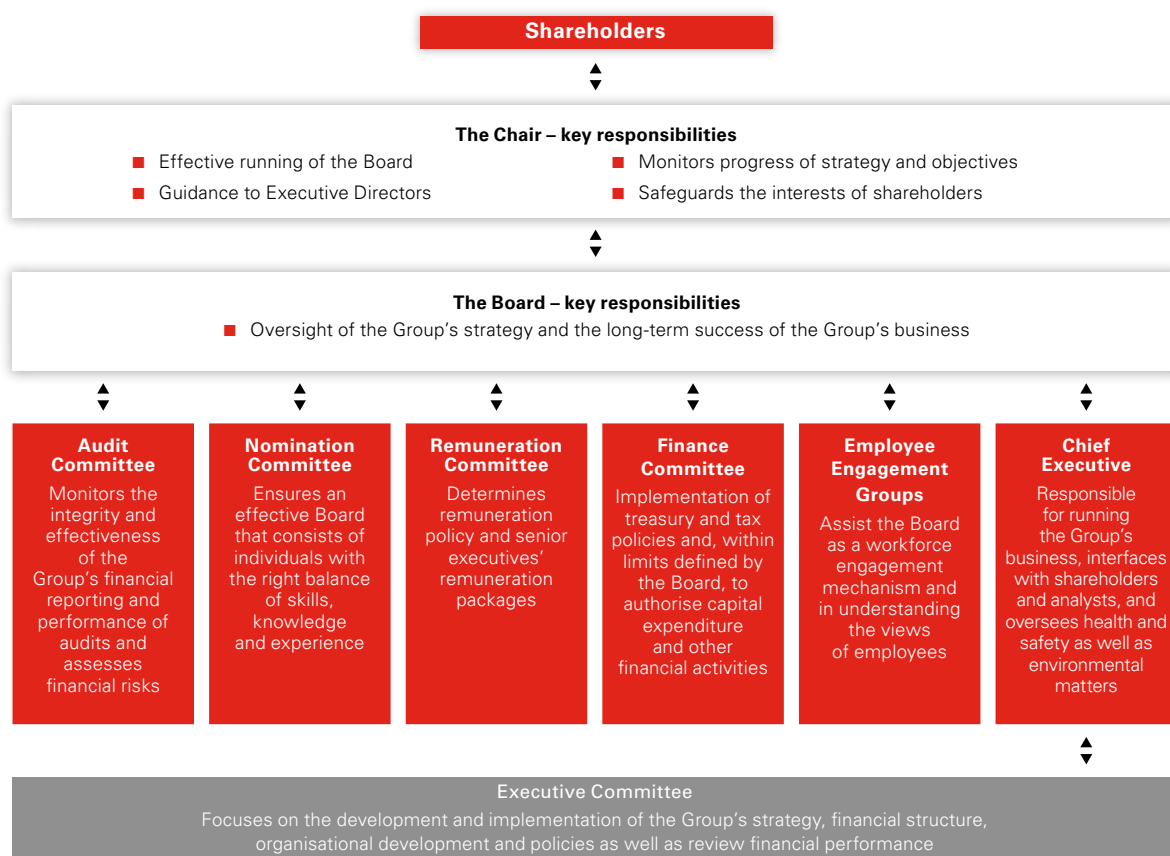 Shareholders
The Chair – key responsibilities
Effective running of the Board
Guidance to Executive Directors
Monitors progress of strategy and objectives
Safeguards the interests of shareholders
The Board – key responsibilities
Oversight of the Group's strategy and the long-term success of the Group's business
Audit
Committee
Monitors the
integrity and
effectiveness
of the
Group's financial
reporting and
performance of
audits and
assesses
financial risks
Nomination
Committee
Ensures an
effective Board
that consists of
individuals with
the right balance
of skills,
knowledge
and experience
Remuneration
Committee
Determines
remuneration
policy and senior
executives'
remuneration
packages
Finance
Committee
Implementation of
treasury and tax
policies and, within
limits defined by
the Board, to
authorise capital
expenditure
and other
financial activities
Employee
Engagement
Groups
Assist the Board
as a workforce
engagement
mechanism and
in understanding
the views
of employees
Chief
Executive
Responsible
for running
the Group's
business, interfaces
with shareholders
and analysts, and
oversees health and
safety as well as
environmental
matters
Executive Committee
Focuses on the development and implementation of the Group's strategy, financial structure,
organisational development and policies as well as review financial performance